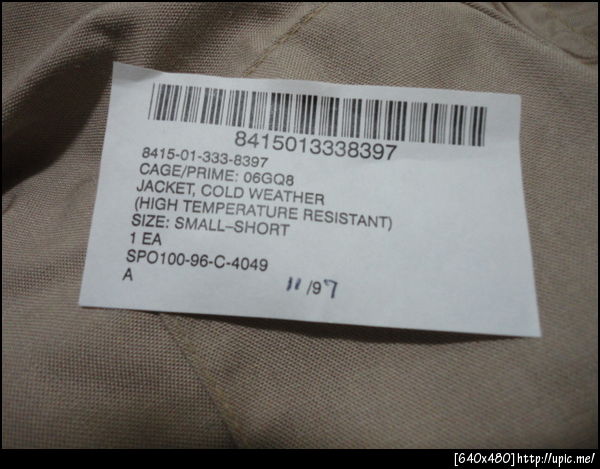 8415013338397
8415-01-333-8397
CAGE/PRIME: 06GQ8
JACKET, COLD WEATHER
(HIGH TEMPERATURE RESISTANT)
SIZE: SMALL–SHORT
1 EA
SPO100-96-C-4049
A 11/97
[640x480]http://upic.me/